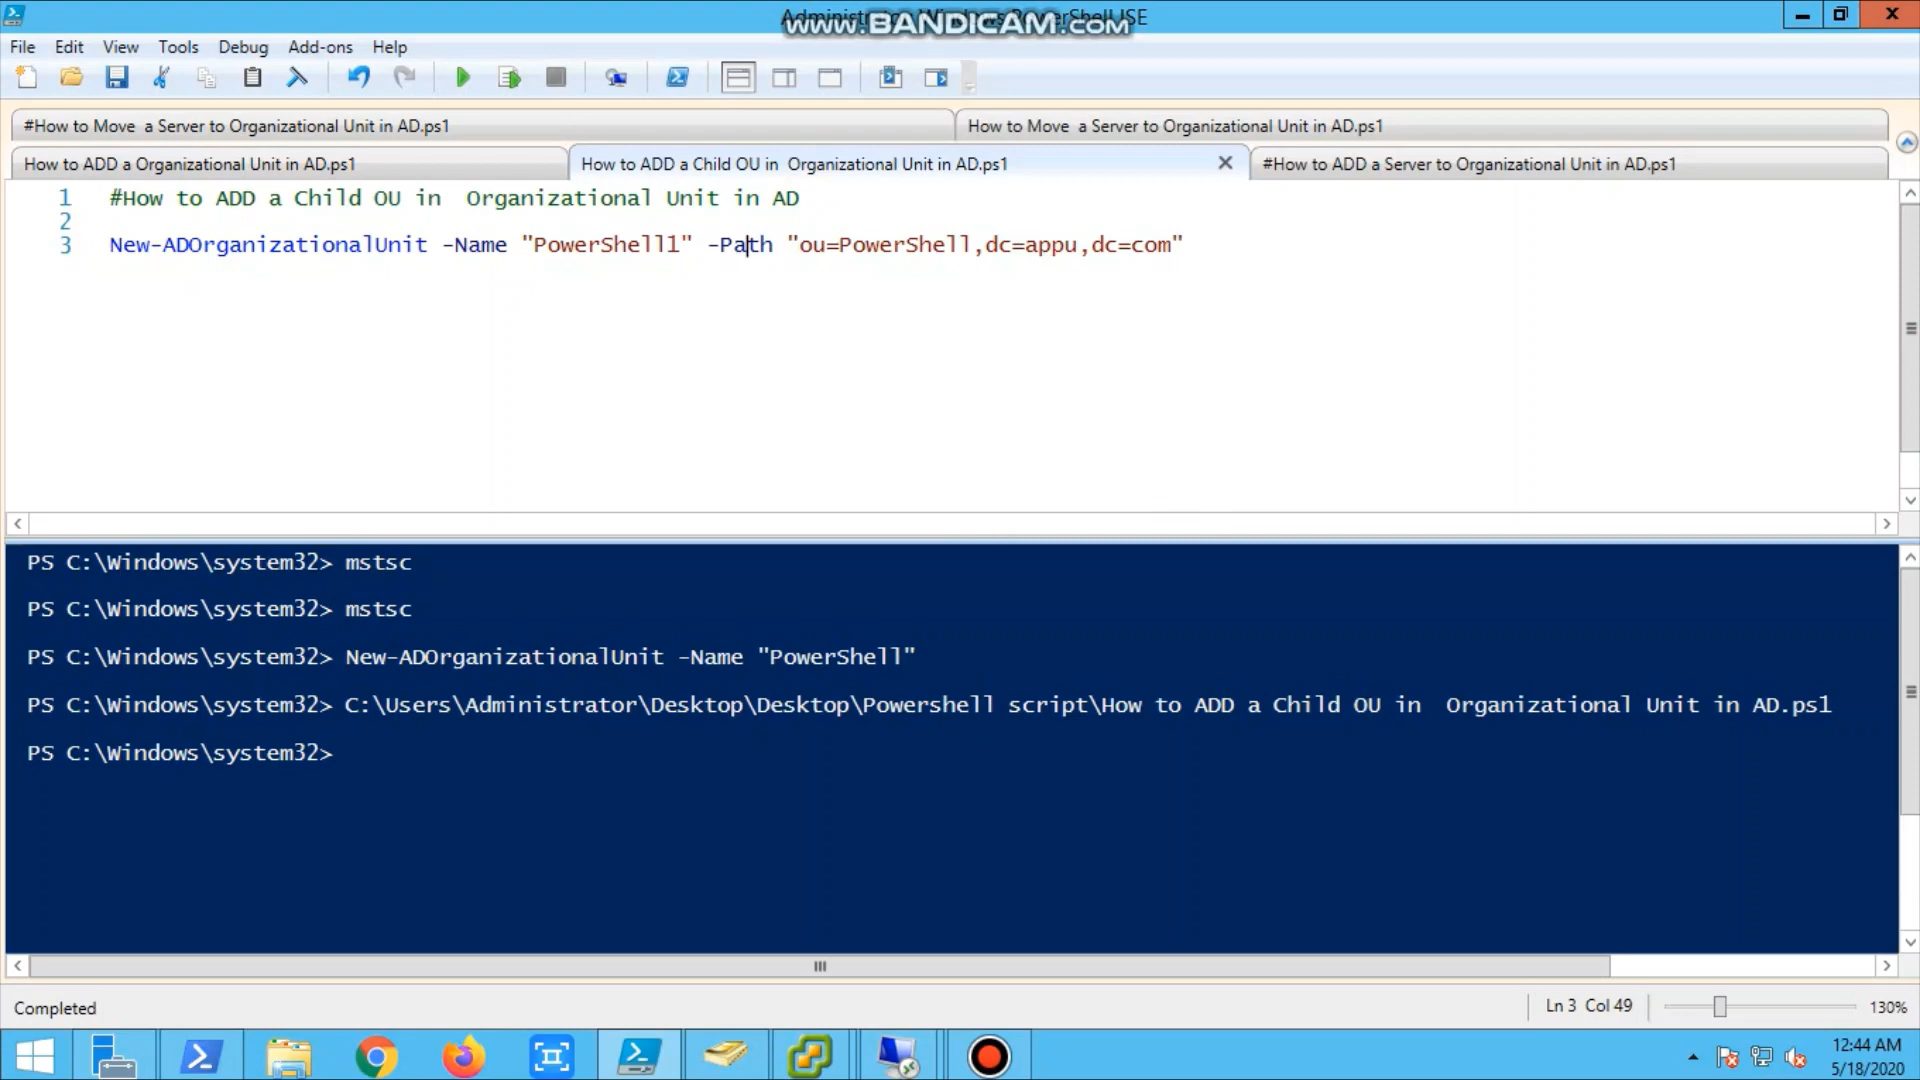 Administrator: Windows PowerShell ISE
www.BANDICAM.com
File Edit View Tools Debug Add-ons Help
#How to Move  a Server to Organizational Unit in AD.ps1
How to Move  a Server to Organizational Unit in AD.ps1
How to ADD a Organizational Unit in AD.ps1
How to ADD a Child OU in  Organizational Unit in AD.ps1
#How to ADD a Server to Organizational Unit in AD.ps1
1 #How to ADD a Child OU in  Organizational Unit in AD
2
3 New-ADOrganizationalUnit -Name "PowerShell1" -Path "ou=PowerShell,dc=appu,dc=com"
PS C:\Windows\system32> mstsc
PS C:\Windows\system32> mstsc
PS C:\Windows\system32> New-ADOrganizationalUnit -Name "PowerShell"
PS C:\Windows\system32> C:\Users\Administrator\Desktop\Desktop\Powershell script\How to ADD a Child OU in  Organizational Unit in AD.ps1
PS C:\Windows\system32>
Completed
Ln 3 Col 49
130%
12:44 AM
5/18/2020